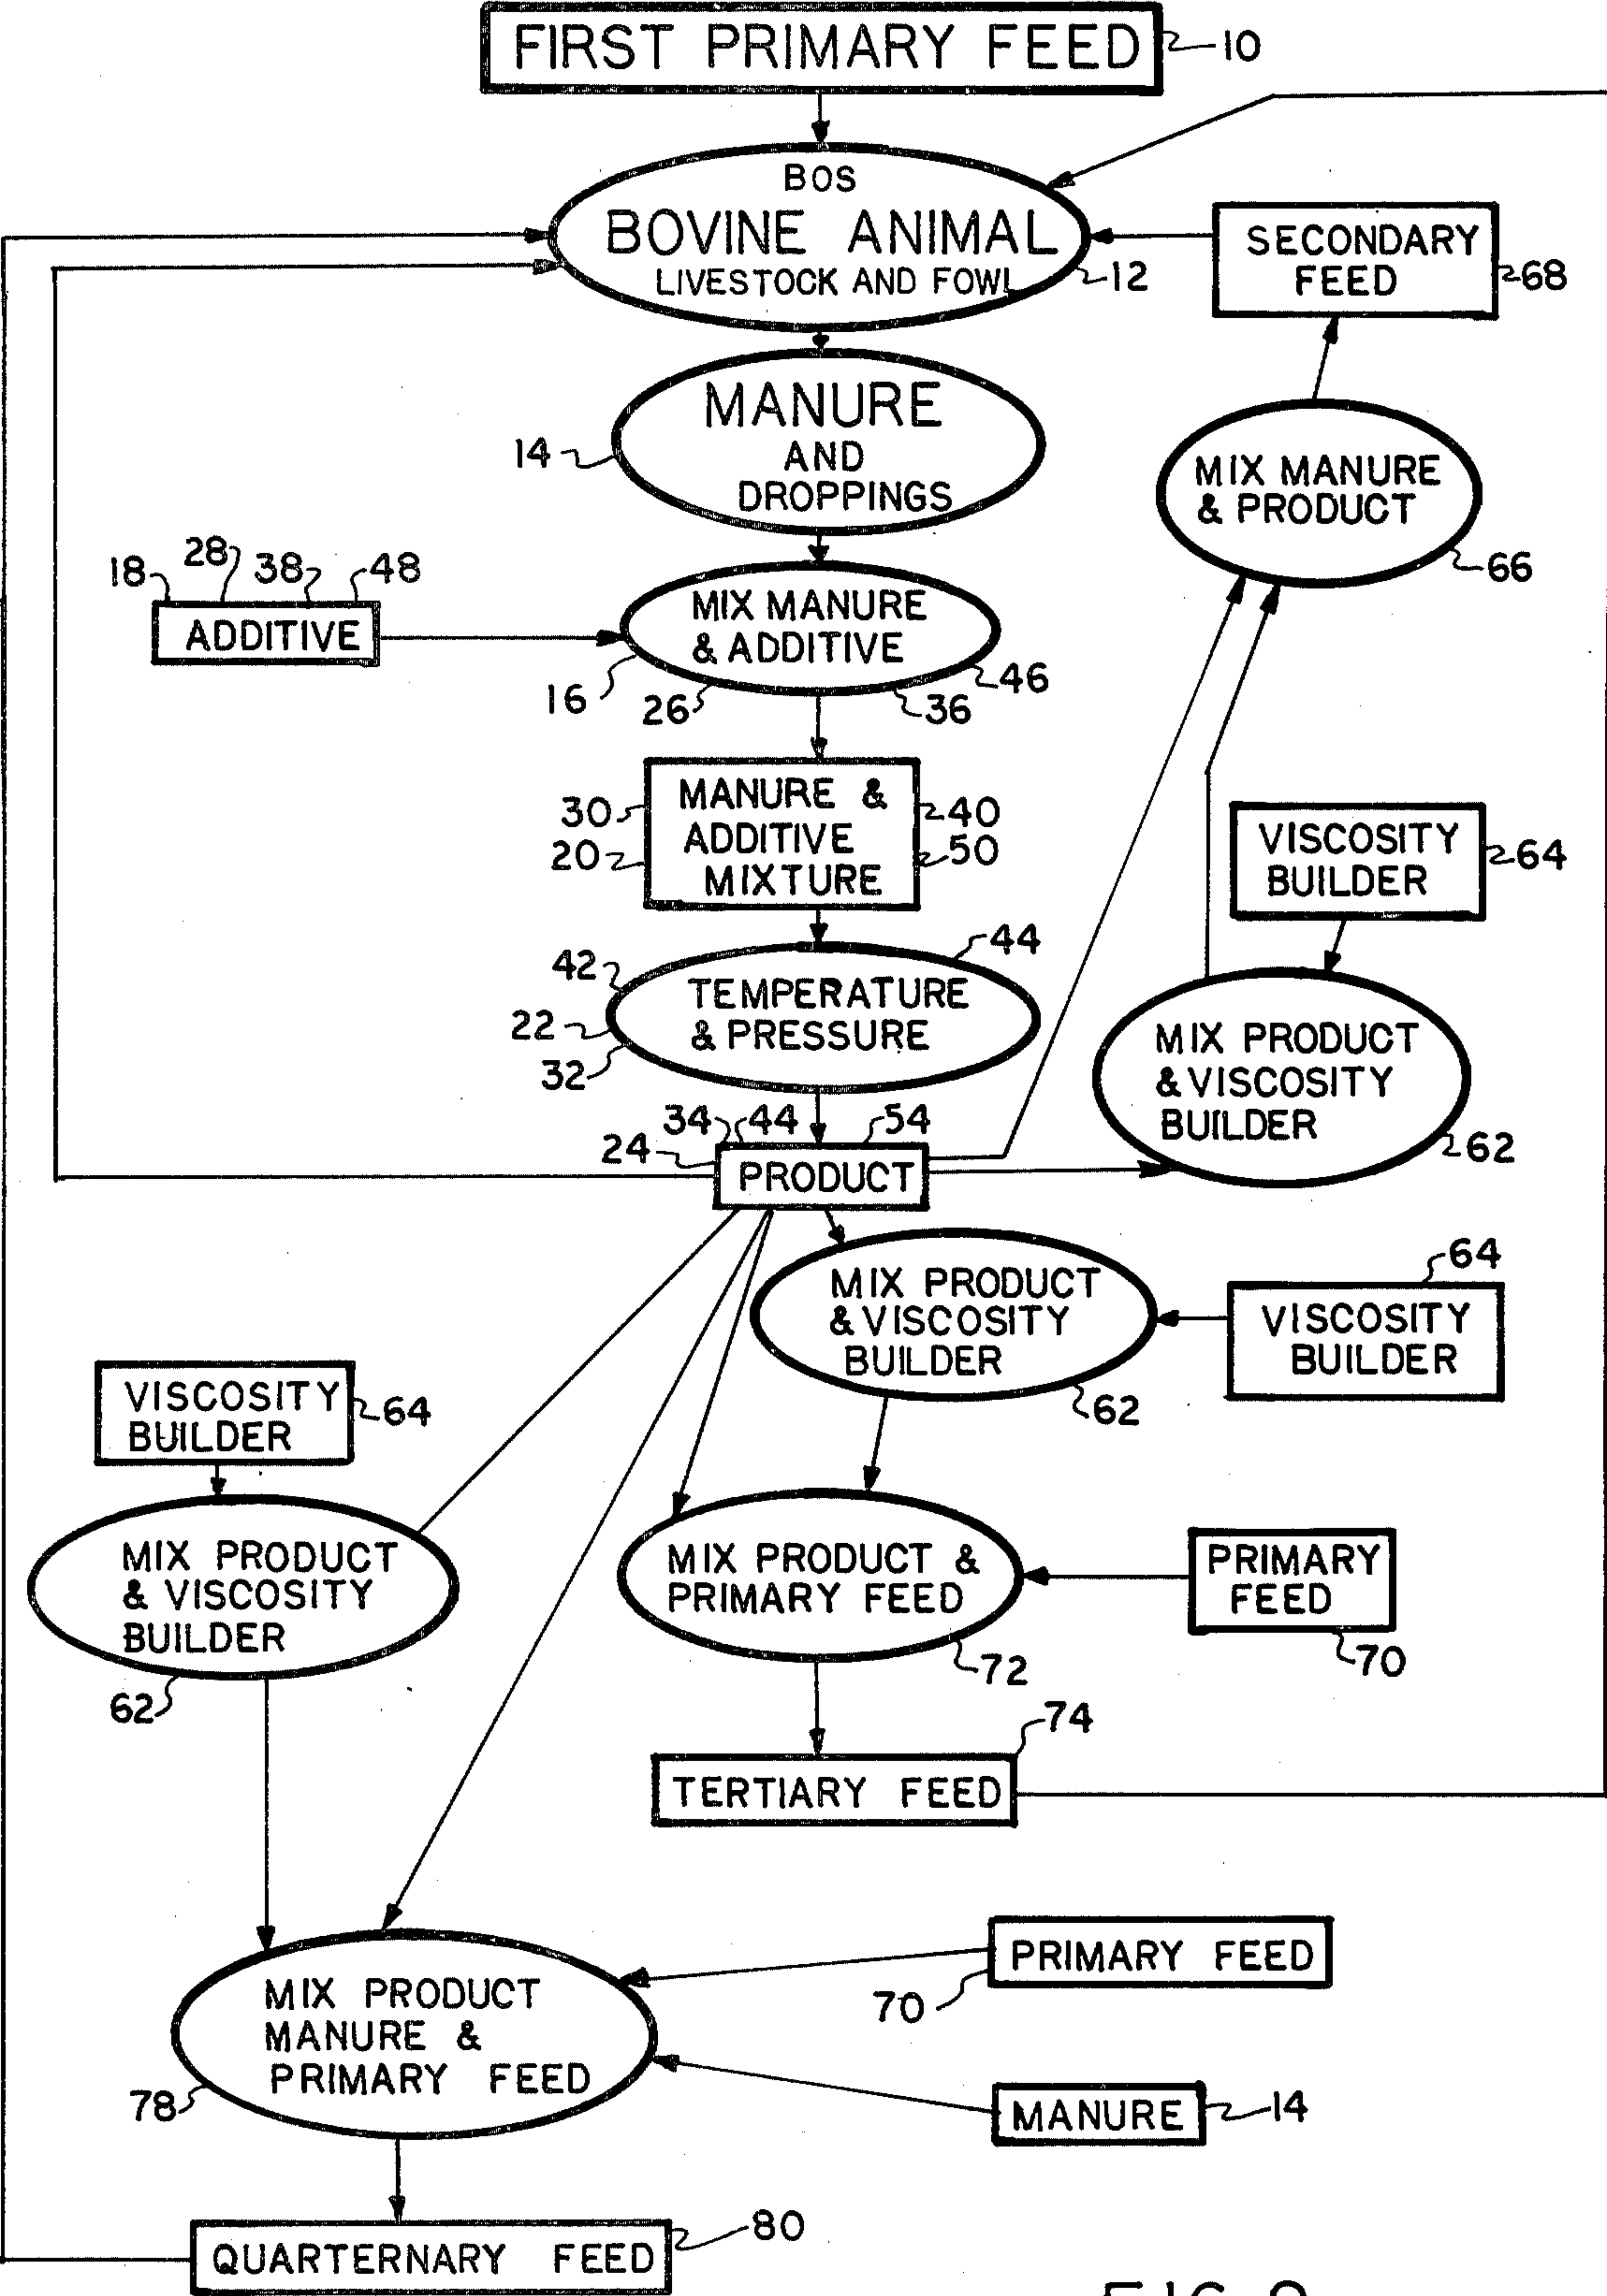 FIRST PRIMARY FEED
10
BOS
BOVINE ANIMAL
LIVESTOCK AND FOWL
12
SECONDARY
FEED
68
MANURE
AND
DROPPINGS
14
MIX MANURE
& PRODUCT
66
18
28
38
48
ADDITIVE
MIX MANURE
& ADDITIVE
16
26
36
46
MANURE &
ADDITIVE
MIXTURE
30
20
40
50
VISCOSITY
BUILDER
64
TEMPERATURE
& PRESSURE
42
22
32
44
MIX PRODUCT
& VISCOSITY
BUILDER
62
34
44
54
24
PRODUCT
MIX PRODUCT
& VISCOSITY
BUILDER
62
64
VISCOSITY
BUILDER
VISCOSITY
BUILDER
64
MIX PRODUCT
& VISCOSITY
BUILDER
62
MIX PRODUCT &
PRIMARY FEED
72
PRIMARY
FEED
70
74
TERTIARY FEED
PRIMARY FEED
70
MIX PRODUCT
MANURE &
PRIMARY FEED
78
MANURE
14
80
QUARTERNARY FEED